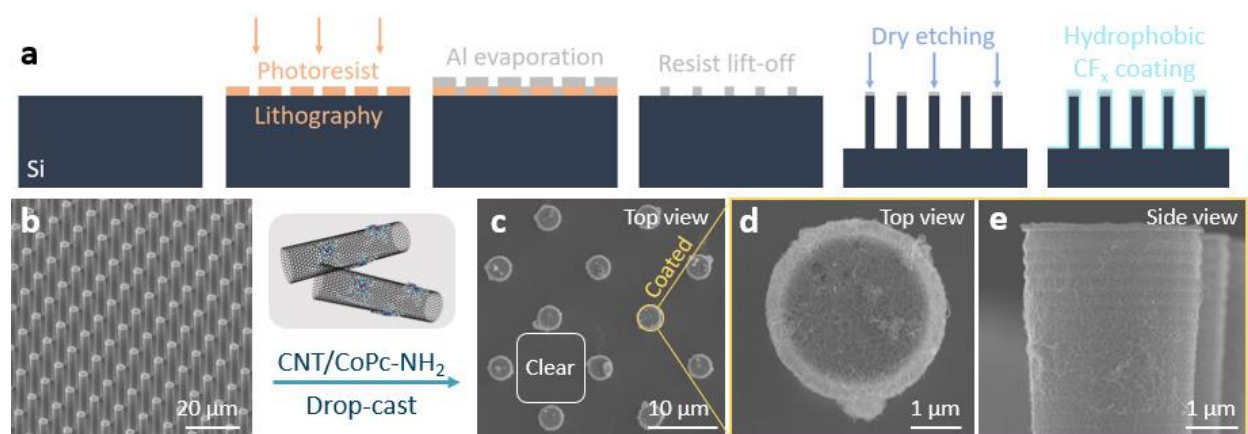 a
Si
Photoresist
Lithography
Al evaporation
Resist lift-off
Dry etching
Hydrophobic
CFₓ coating
b
20 μm
CNT/CoPc-NH₂
Drop-cast
c
Top view
Coated
Clear
10 μm
d
Top view
1 μm
e
Side view
1 μm